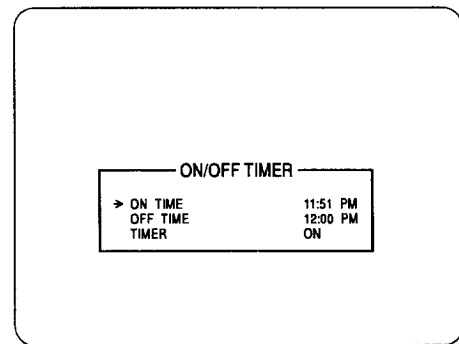 ON/OFF TIMER
→ ON TIME 11:51 PM
OFF TIME 12:00 PM
TIMER ON